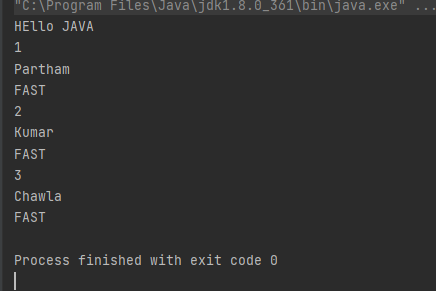 "C:\Program Files\Java\jdk1.8.0_361\bin\java.exe" ...
HEllo JAVA
1
Partham
FAST
2
Kumar
FAST
3
Chawla
FAST
Process finished with exit code 0